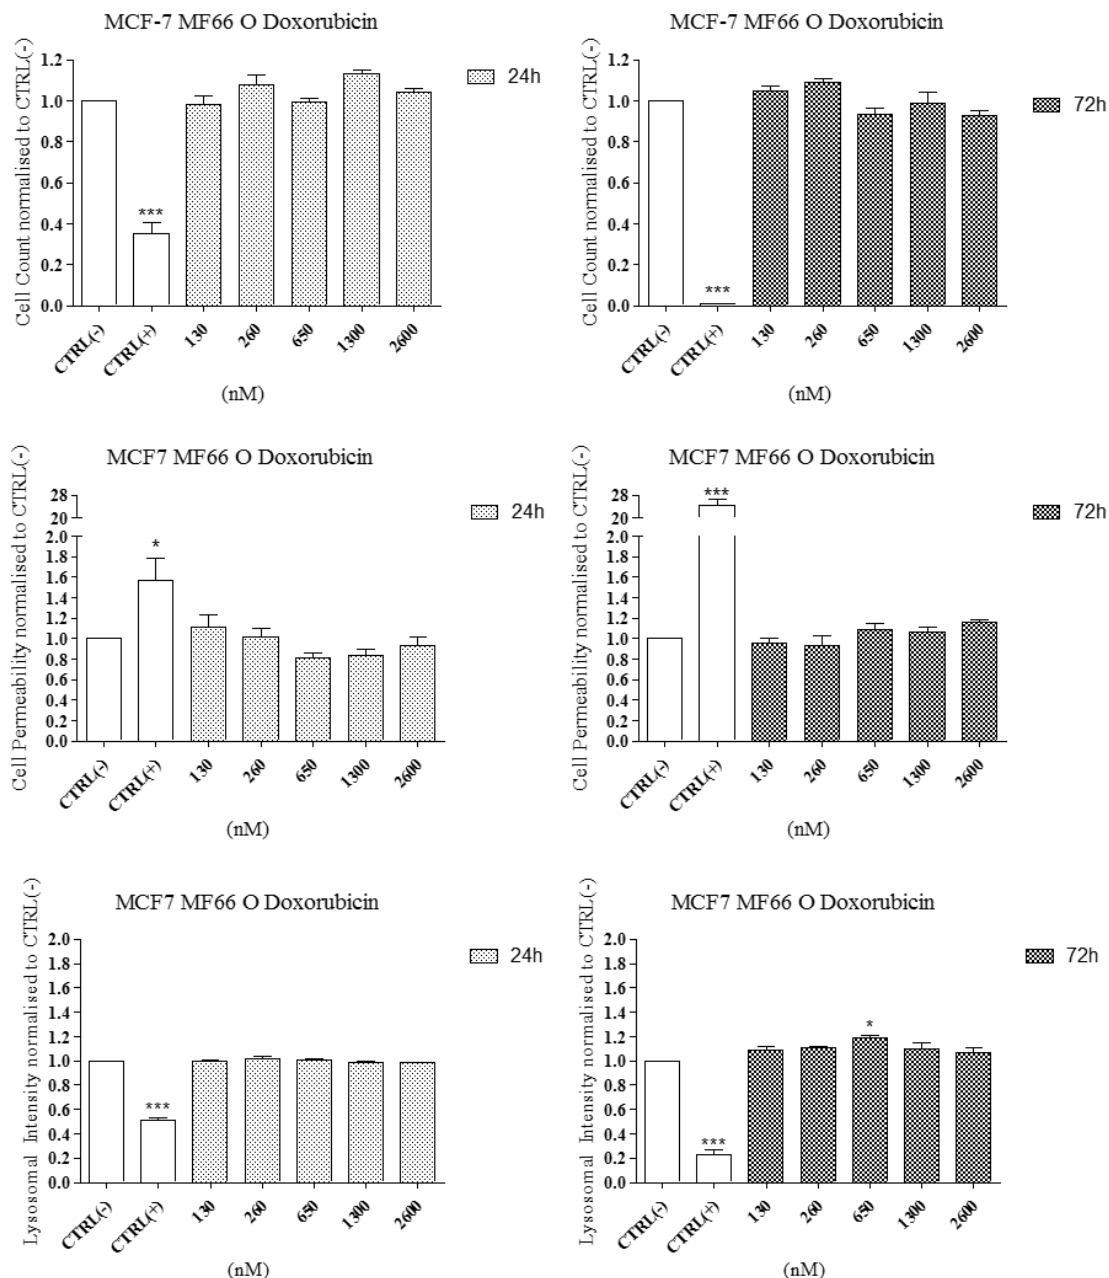 MCF-7 MF66 O Doxorubicin
Cell Count normalised to CTRL(-)
1.2
1.0
0.8
0.6
0.4
0.2
0.0
***
24h
CTRL(-) CTRL(+) 130 260 650 1300 2600
(nM)
MCF-7 MF66 O Doxorubicin
Cell Count normalised to CTRL(-)
1.2
1.0
0.8
0.6
0.4
0.2
0.0
***
72h
CTRL(-) CTRL(+) 130 260 650 1300 2600
(nM)
MCF7 MF66 O Doxorubicin
Cell Permeability normalised to CTRL(-)
28
20
2.0
1.8
1.6
1.4
1.2
1.0
0.8
0.6
0.4
0.2
0.0
*
24h
CTRL(-) CTRL(+) 130 260 650 1300 2600
(nM)
MCF7 MF66 O Doxorubicin
Cell Permeability normalised to CTRL(-)
28
20
2.0
1.8
1.6
1.4
1.2
1.0
0.8
0.6
0.4
0.2
0.0
***
72h
CTRL(-) CTRL(+) 130 260 650 1300 2600
(nM)
MCF7 MF66 O Doxorubicin
Lysosomal Intensity normalised to CTRL(-)
2.0
1.8
1.6
1.4
1.2
1.0
0.8
0.6
0.4
0.2
0.0
***
24h
CTRL(-) CTRL(+) 130 260 650 1300 2600
(nM)
MCF7 MF66 O Doxorubicin
Lysosomal Intensity normalised to CTRL(-)
2.0
1.8
1.6
1.4
1.2
1.0
0.8
0.6
0.4
0.2
0.0
***
*
72h
CTRL(-) CTRL(+) 130 260 650 1300 2600
(nM)